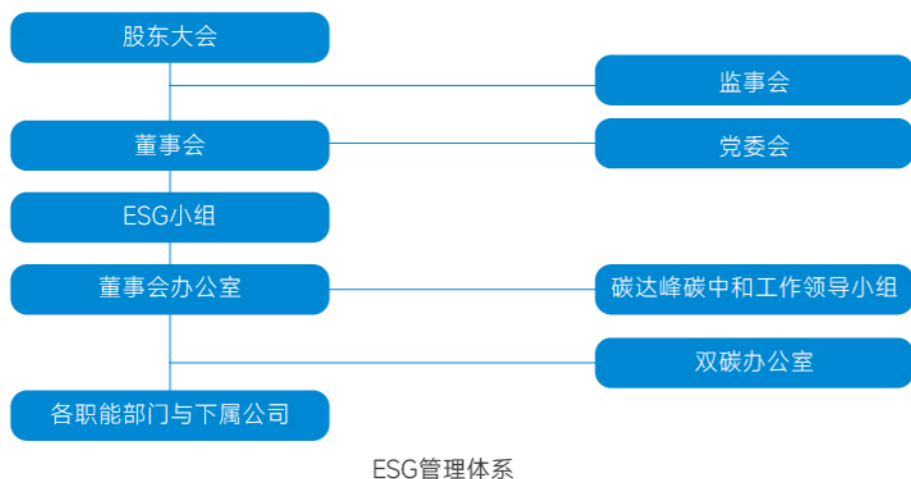 股东大会
监事会
董事会
党委会
ESG小组
董事会办公室
碳达峰碳中和工作领导小组
双碳办公室
各职能部门与下属公司
ESG管理体系